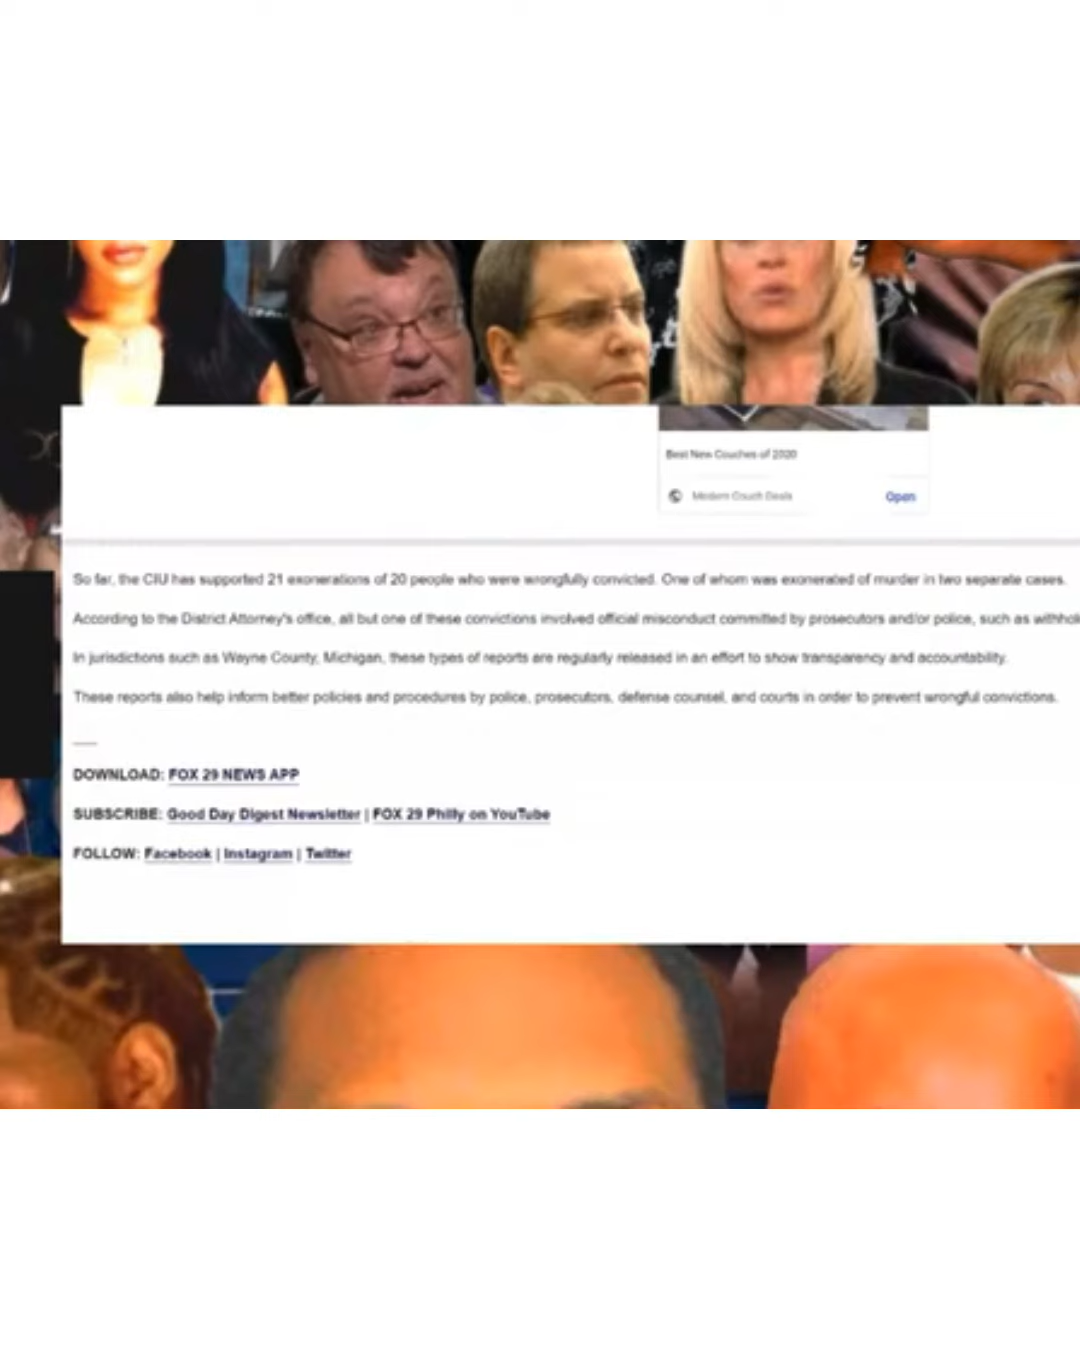 Best New Couches of 2020
Modern Couch Deals
Open
So far, the CIU has supported 21 exonerations of 20 people who were wrongfully convicted. One of whom was exonerated of murder in two separate cases.
According to the District Attorney's office, all but one of these convictions involved official misconduct committed by prosecutors and/or police, such as withhol
In jurisdictions such as Wayne County, Michigan, these types of reports are regularly released in an effort to show transparency and accountability.
These reports also help inform better policies and procedures by police, prosecutors, defense counsel, and courts in order to prevent wrongful convictions.
DOWNLOAD: FOX 29 NEWS APP
SUBSCRIBE: Good Day Digest Newsletter | FOX 29 Philly on YouTube
FOLLOW: Facebook | Instagram | Twitter